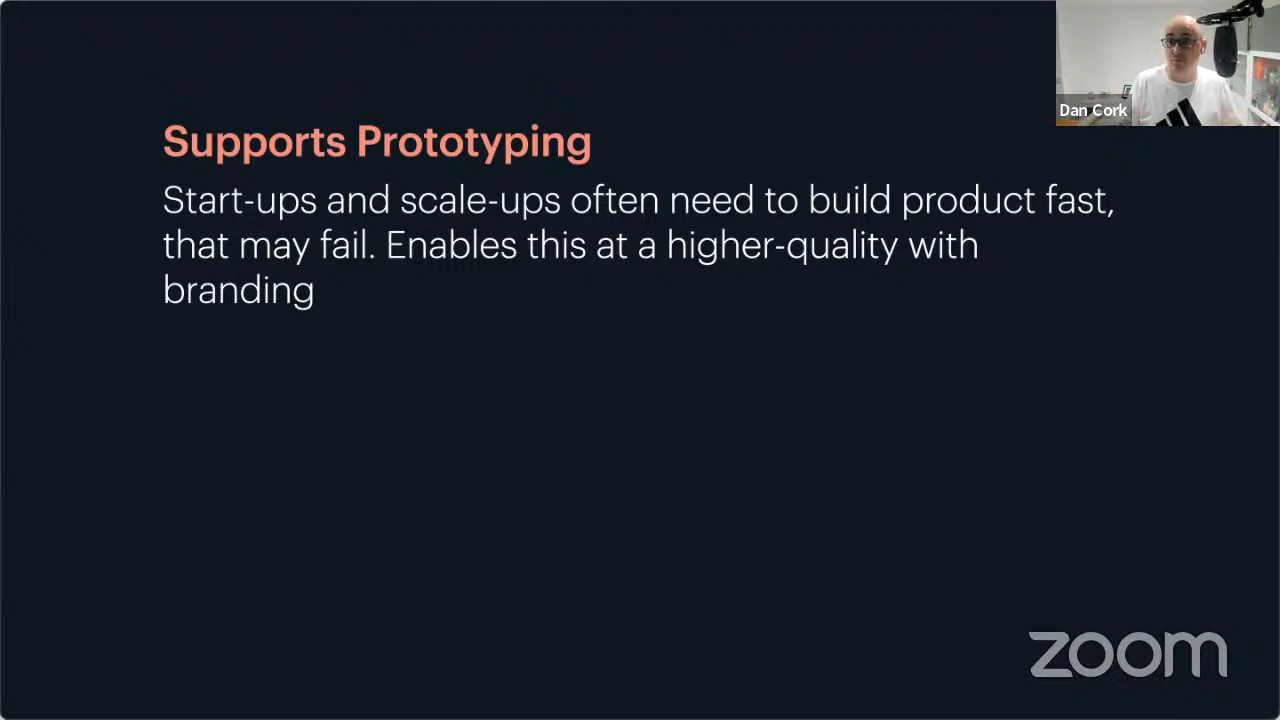 Dan Cork
Supports Prototyping
Start-ups and scale-ups often need to build product fast,
that may fail. Enables this at a higher-quality with
branding
zoom